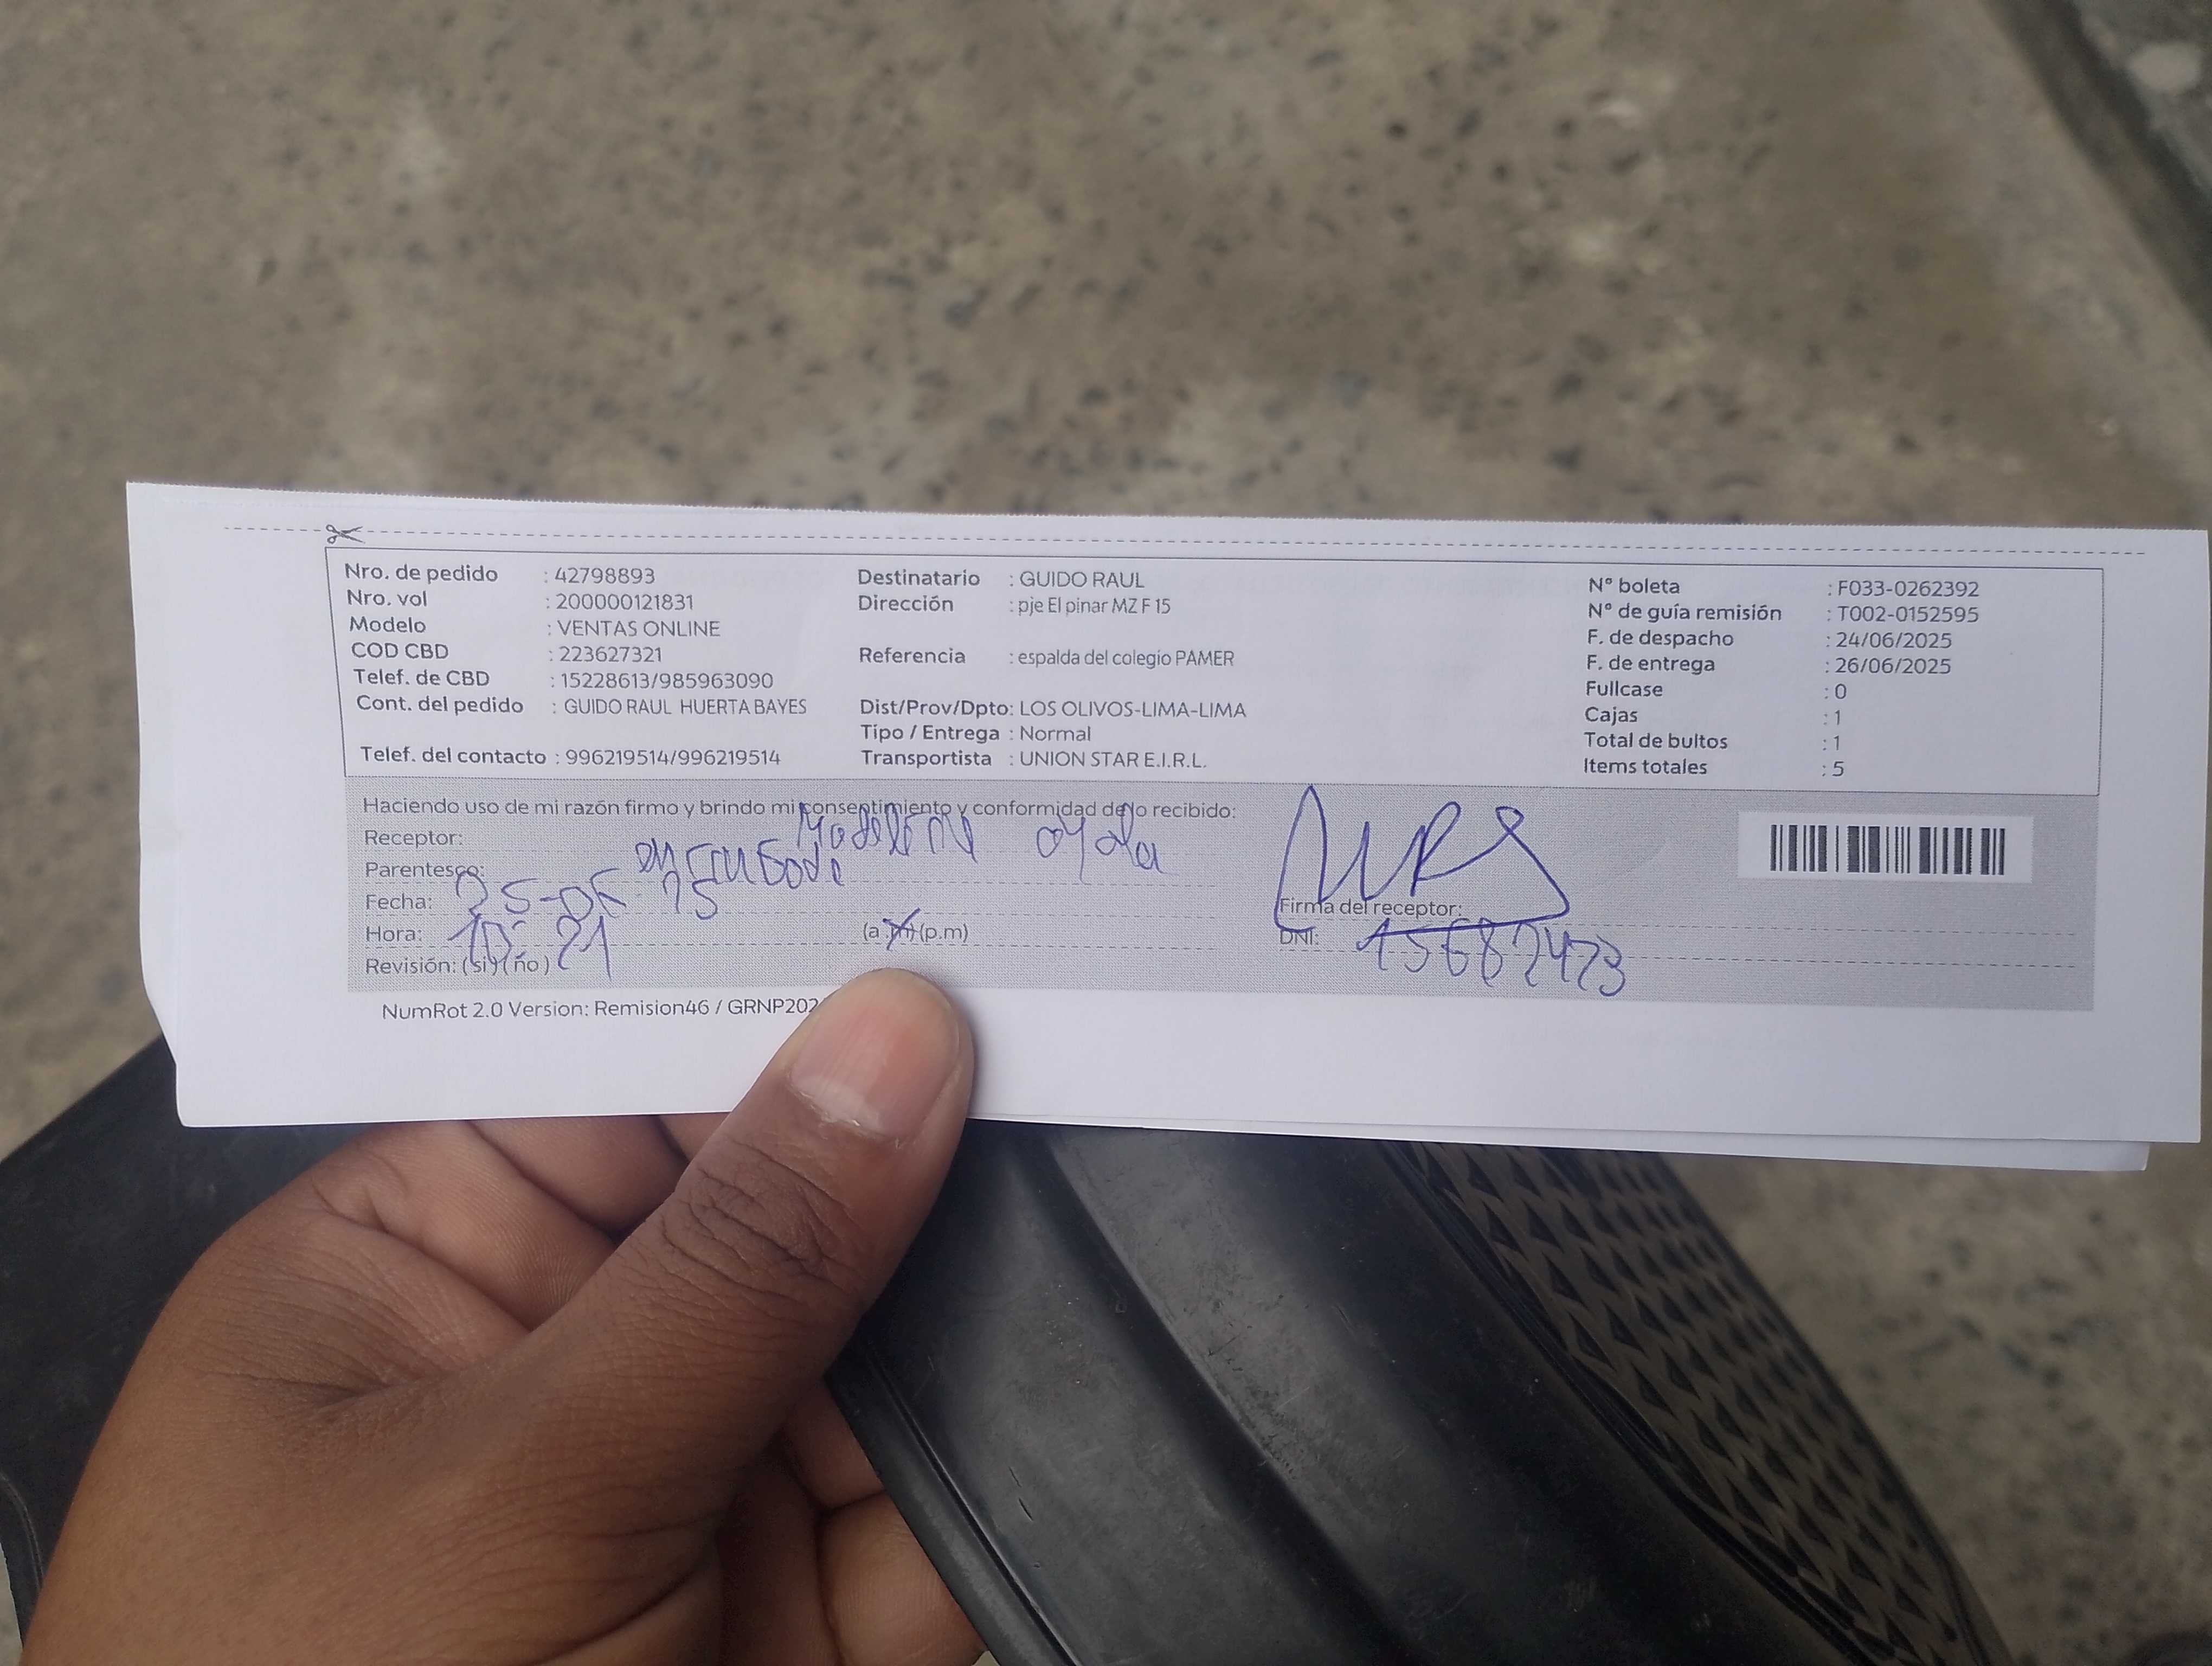 Nro. de pedido : 42798893
Nro. vol : 200000121831
Modelo : VENTAS ONLINE
COD CBD : 223627321
Telef. de CBD : 15228613/985963090
Cont. del pedido : GUIDO RAUL HUERTA BAYES
Telef. del contacto : 996219514/996219514
Destinatario : GUIDO RAUL
Dirección : pje El pinar MZ F 15
Referencia : espalda del colegio PAMER
Dist/Prov/Dpto: LOS OLIVOS-LIMA-LIMA
Tipo / Entrega : Normal
Transportista : UNION STAR E.I.R.L.
N° boleta : F033-0262392
N° de guía remisión : T002-0152595
F. de despacho : 24/06/2025
F. de entrega : 26/06/2025
Fullcase : 0
Cajas : 1
Total de bultos : 1
Items totales : 5
Haciendo uso de mi razón firmo y brindo mi consentimiento y conformidad de lo recibido:
Receptor:
Parentesco:
Fecha:
Hora: 10:21 (a.m) (p.m)
Revisión: (si) (no)
Firma del receptor:
DNI: 15682473
NumRot 2.0 Version: Remision46 / GRNP202